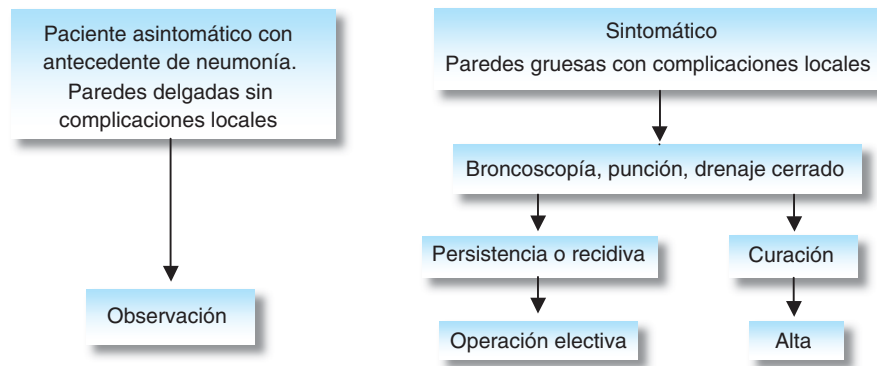 Paciente asintomático con
antecedente de neumonía.
Paredes delgadas sin
complicaciones locales
Observación
Sintomático
Paredes gruesas con complicaciones locales
Broncoscopía, punción, drenaje cerrado
Persistencia o recidiva
Curación
Operación electiva
Alta